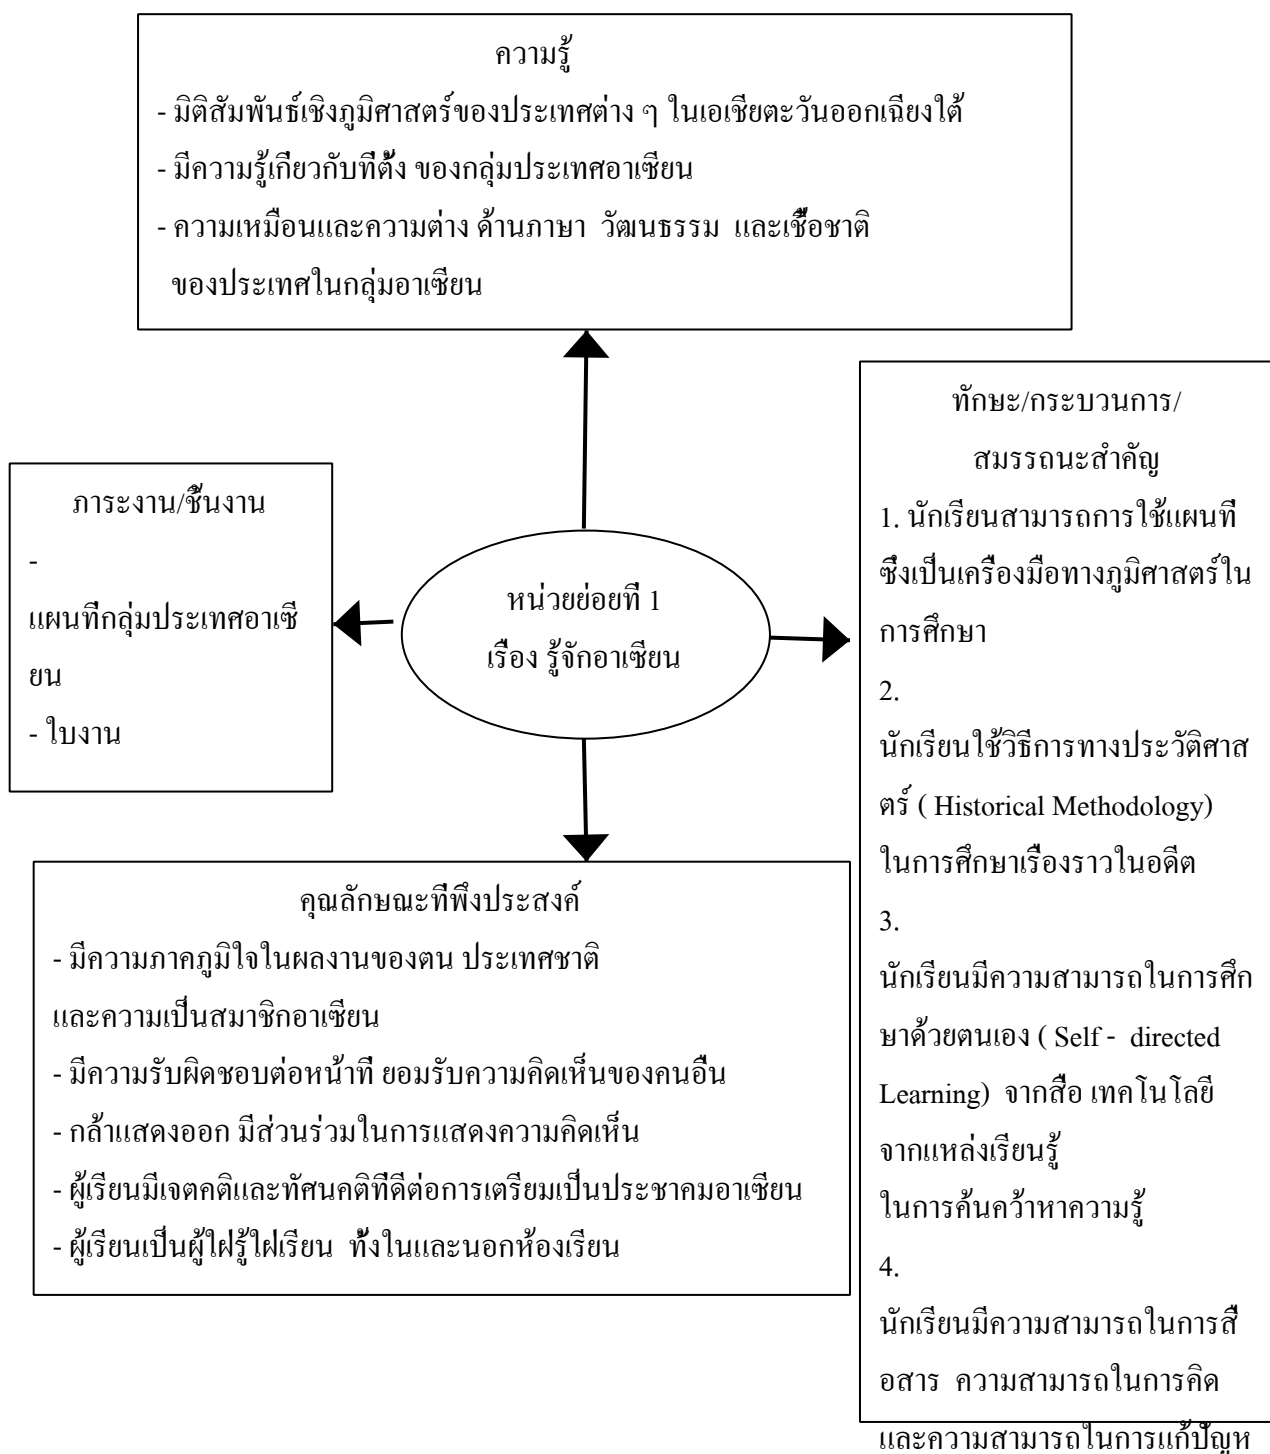 ความรู้
- มิติสัมพันธ์เชิงภูมิศาสตร์ของประเทศต่าง ๆ ในเอเชียตะวันออกเฉียงใต้
- มีความรู้เกี่ยวกับที่ตั้ง ของกลุ่มประเทศอาเซียน
- ความเหมือนและความต่าง ด้านภาษา วัฒนธรรม และเชื้อชาติ
ของประเทศในกลุ่มอาเซียน
ทักษะ/กระบวนการ/
สมรรถนะสำคัญ
1. นักเรียนสามารถการใช้แผนที่
ซึ่งเป็นเครื่องมือทางภูมิศาสตร์ใน
การศึกษา
2.
นักเรียนใช้วิธีการทางประวัติศาส
ตร์ ( Historical Methodology)
ในการศึกษาเรื่องราวในอดีต
3.
นักเรียนมีความสามารถในการศึก
ษาด้วยตนเอง ( Self - directed
Learning) จากสื่อ เทคโนโลยี
จากแหล่งเรียนรู้
ในการค้นคว้าหาความรู้
4.
นักเรียนมีความสามารถในการสื่
อสาร ความสามารถในการคิด
และความสามารถในการแก้ปัญห
ภาระงาน/ชิ้นงาน
-
แผนที่กลุ่มประเทศอาเซี
ยน
- ใบงาน
หน่วยย่อยที่ 1
เรื่อง รู้จักอาเซียน
คุณลักษณะที่พึงประสงค์
- มีความภาคภูมิใจในผลงานของตน ประเทศชาติ
และความเป็นสมาชิกอาเซียน
- มีความรับผิดชอบต่อหน้าที่ ยอมรับความคิดเห็นของคนอื่น
- กล้าแสดงออก มีส่วนร่วมในการแสดงความคิดเห็น
- ผู้เรียนมีเจตคติและทัศนคติที่ดีต่อการเตรียมเป็นประชาคมอาเซียน
- ผู้เรียนเป็นผู้ใฝ่รู้ใฝ่เรียน ทั้งในและนอกห้องเรียน